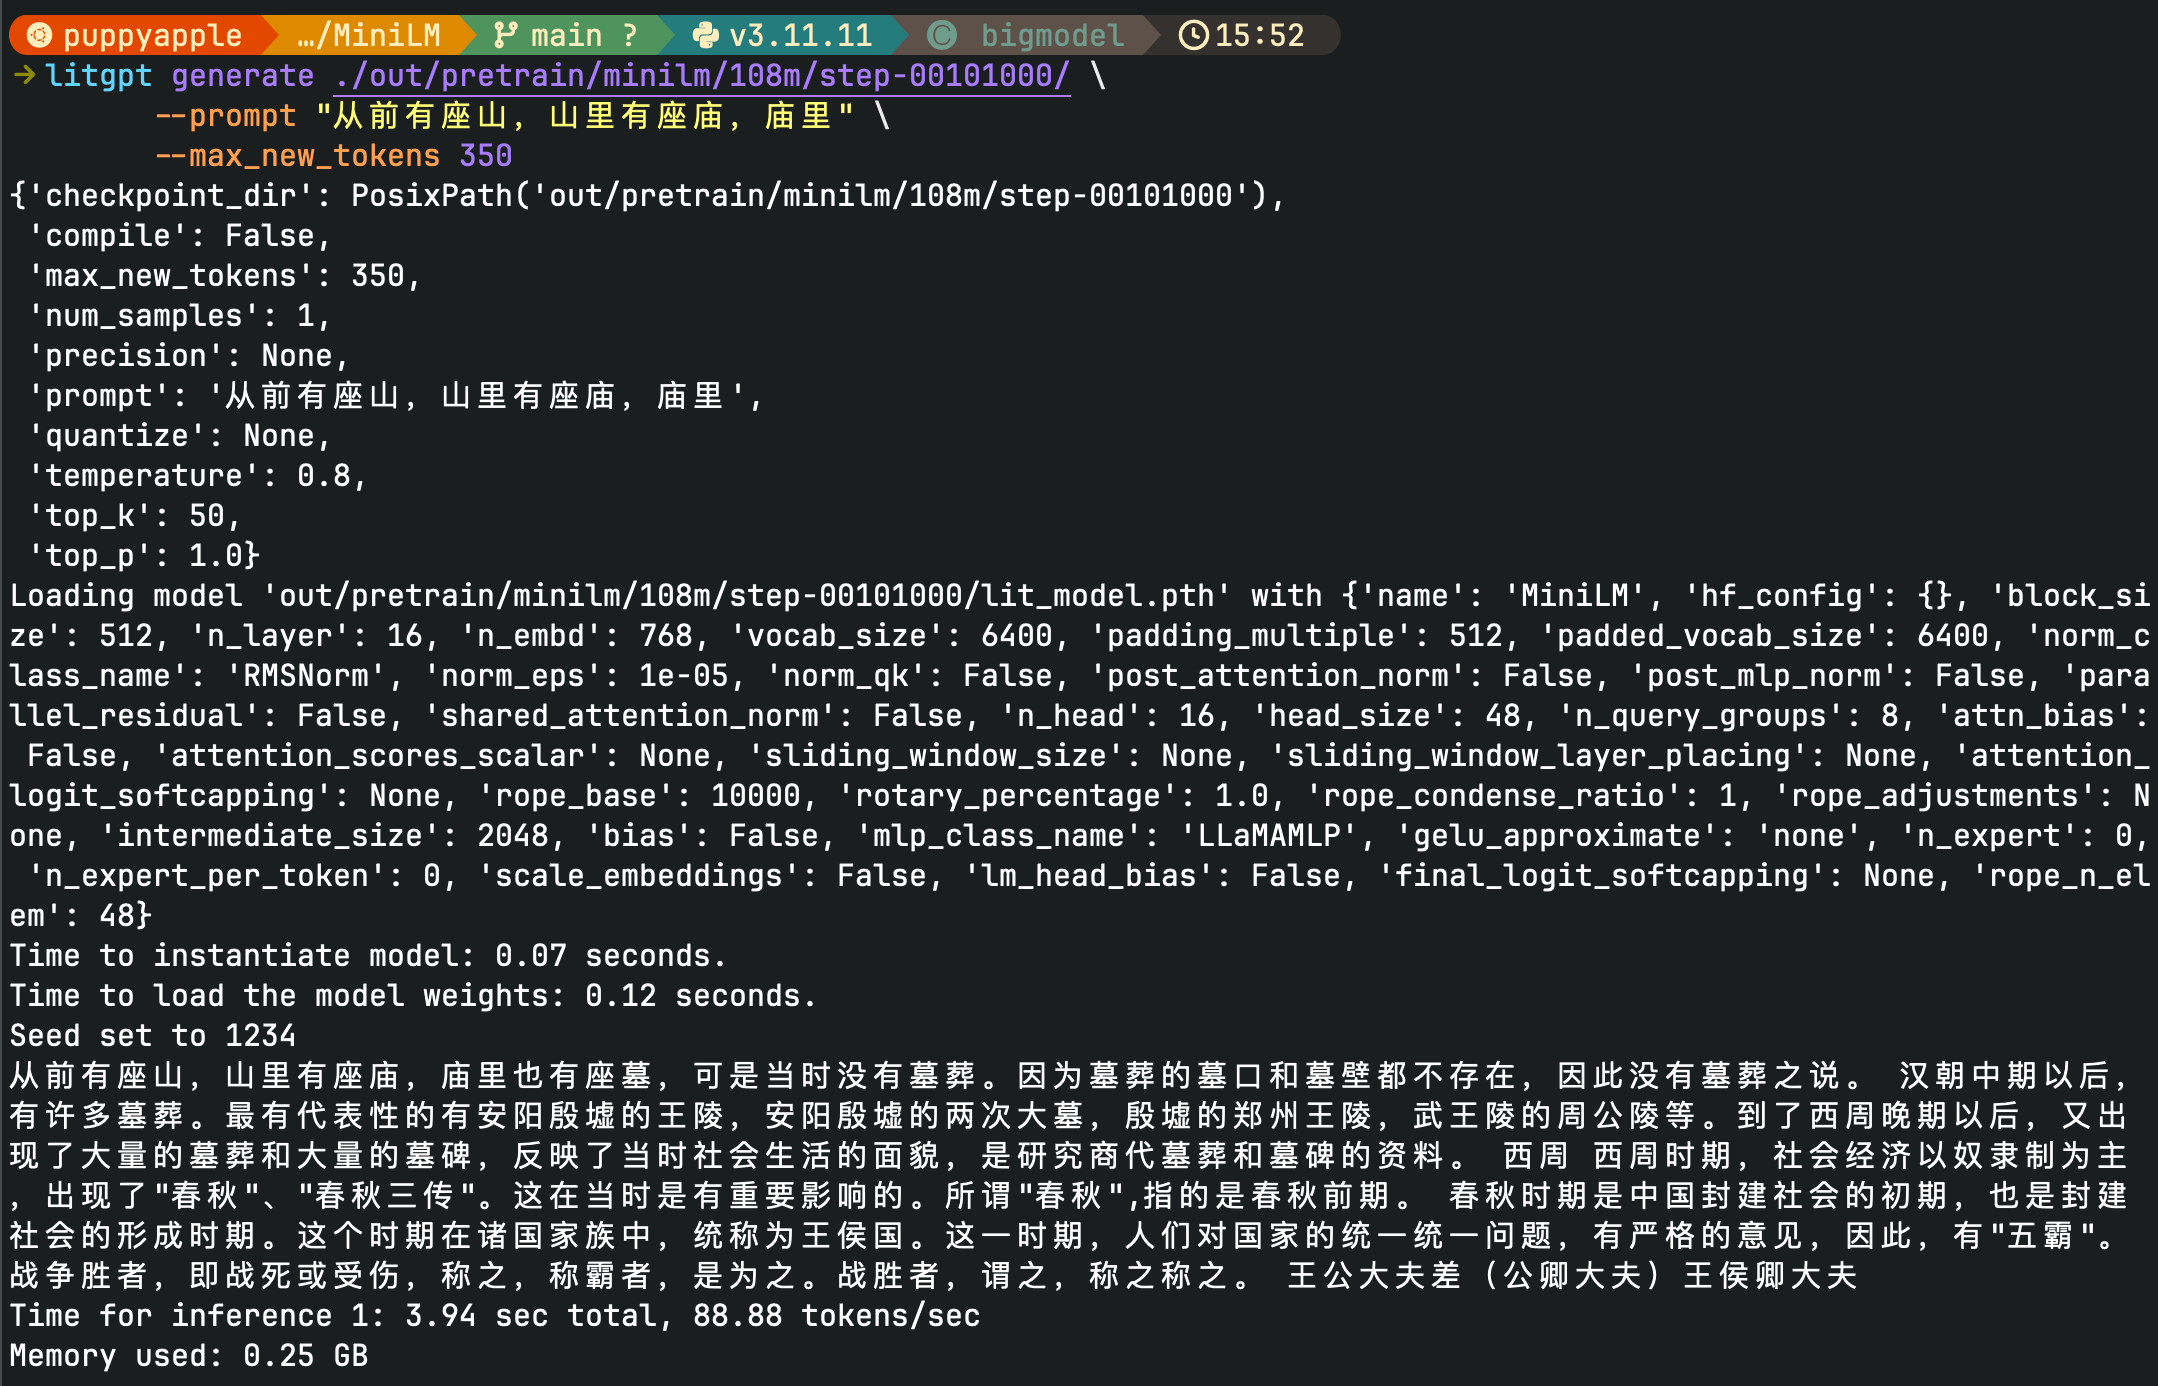 puppyapple …/MiniLM main ? v3.11.11 bigmodel 15:52
→ litgpt generate ./out/pretrain/minilm/108m/step-00101000/ \
--prompt "从前有座山，山里有座庙，庙里" \
--max_new_tokens 350
{'checkpoint_dir': PosixPath('out/pretrain/minilm/108m/step-00101000'),
'compile': False,
'max_new_tokens': 350,
'num_samples': 1,
'precision': None,
'prompt': '从前有座山，山里有座庙，庙里',
'quantize': None,
'temperature': 0.8,
'top_k': 50,
'top_p': 1.0}
Loading model 'out/pretrain/minilm/108m/step-00101000/lit_model.pth' with {'name': 'MiniLM', 'hf_config': {}, 'block_si
ze': 512, 'n_layer': 16, 'n_embd': 768, 'vocab_size': 6400, 'padding_multiple': 512, 'padded_vocab_size': 6400, 'norm_c
lass_name': 'RMSNorm', 'norm_eps': 1e-05, 'norm_qk': False, 'post_attention_norm': False, 'post_mlp_norm': False, 'para
llel_residual': False, 'shared_attention_norm': False, 'n_head': 16, 'head_size': 48, 'n_query_groups': 8, 'attn_bias':
False, 'attention_scores_scalar': None, 'sliding_window_size': None, 'sliding_window_layer_placing': None, 'attention_
logit_softcapping': None, 'rope_base': 10000, 'rotary_percentage': 1.0, 'rope_condense_ratio': 1, 'rope_adjustments': N
one, 'intermediate_size': 2048, 'bias': False, 'mlp_class_name': 'LLaMAMLP', 'gelu_approximate': 'none', 'n_expert': 0,
'n_expert_per_token': 0, 'scale_embeddings': False, 'lm_head_bias': False, 'final_logit_softcapping': None, 'rope_n_el
em': 48}
Time to instantiate model: 0.07 seconds.
Time to load the model weights: 0.12 seconds.
Seed set to 1234
从前有座山，山里有座庙，庙里也有座墓，可是当时没有墓葬。因为墓葬的墓口和墓壁都不存在，因此没有墓葬之说。 汉朝中期以后，
有许多墓葬。最有代表性的有安阳殷墟的王陵，安阳殷墟的两次大墓，殷墟的郑州王陵，武王陵的周公陵等。到了西周晚期以后，又出
现了大量的墓葬和大量的墓碑，反映了当时社会生活的面貌，是研究商代墓葬和墓碑的资料。 西周 西周时期，社会经济以奴隶制为主
，出现了"春秋"、"春秋三传"。这在当时是有重要影响的。所谓"春秋",指的是春秋前期。 春秋时期是中国封建社会的初期，也是封建
社会的形成时期。这个时期在诸国家族中，统称为王侯国。这一时期，人们对国家的统一统一问题，有严格的意见，因此，有"五霸"。
战争胜者，即战死或受伤，称之，称霸者，是为之。战胜者，谓之，称之称之。 王公大夫差（公卿大夫）王侯卿大夫
Time for inference 1: 3.94 sec total, 88.88 tokens/sec
Memory used: 0.25 GB